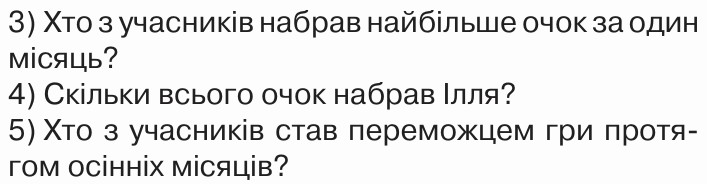 3) Хто з учасників набрав найбільше очок за один
місяць?
4) Скільки всього очок набрав Ілля?
5) Хто з учасників став переможцем гри протя-
гом осінніх місяців?